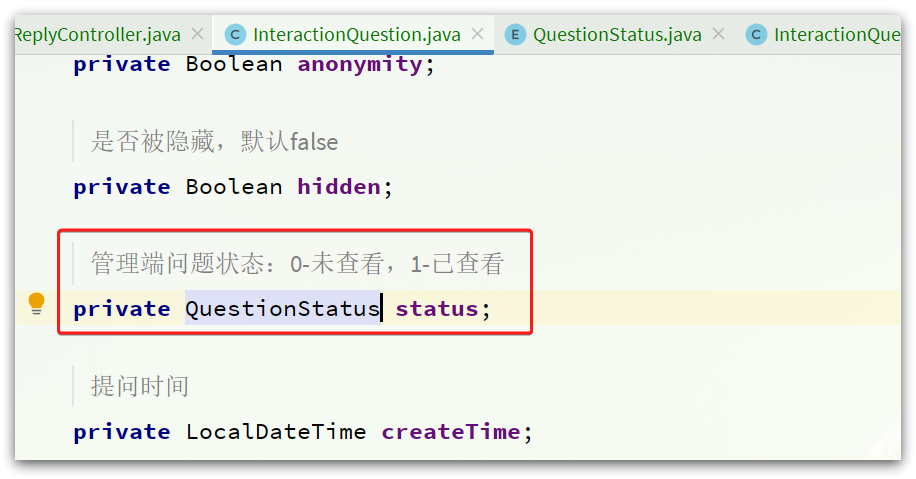 ReplyController.java
InteractionQuestion.java
QuestionStatus.java
InteractionQue
private Boolean anonymity;
是否被隐藏，默认false
private Boolean hidden;
管理端问题状态：0-未查看，1-已查看
private QuestionStatus status;
提问时间
private LocalDateTime createTime;